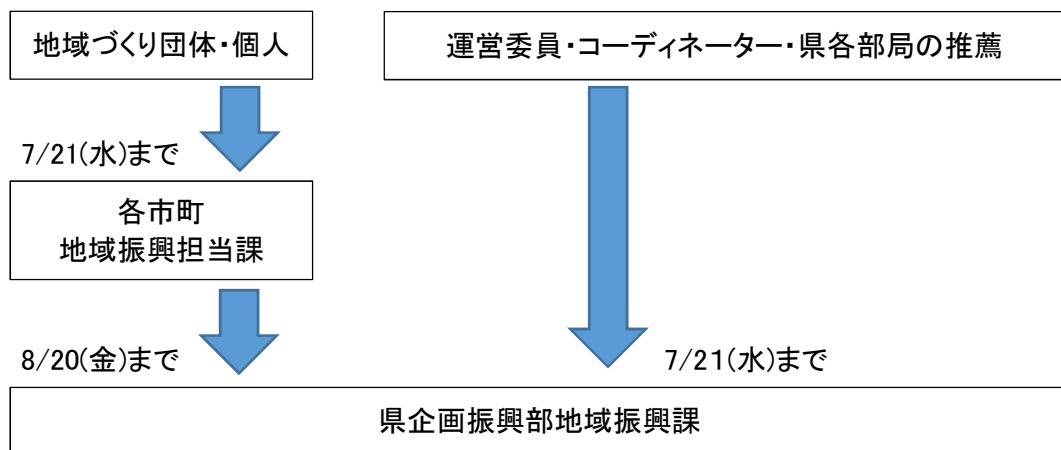 地域づくり団体・個人
運営委員・コーディネーター・県各部局の推薦
7/21(水)まで
各市町
地域振興担当課
8/20(金)まで
7/21(水)まで
県企画振興部地域振興課